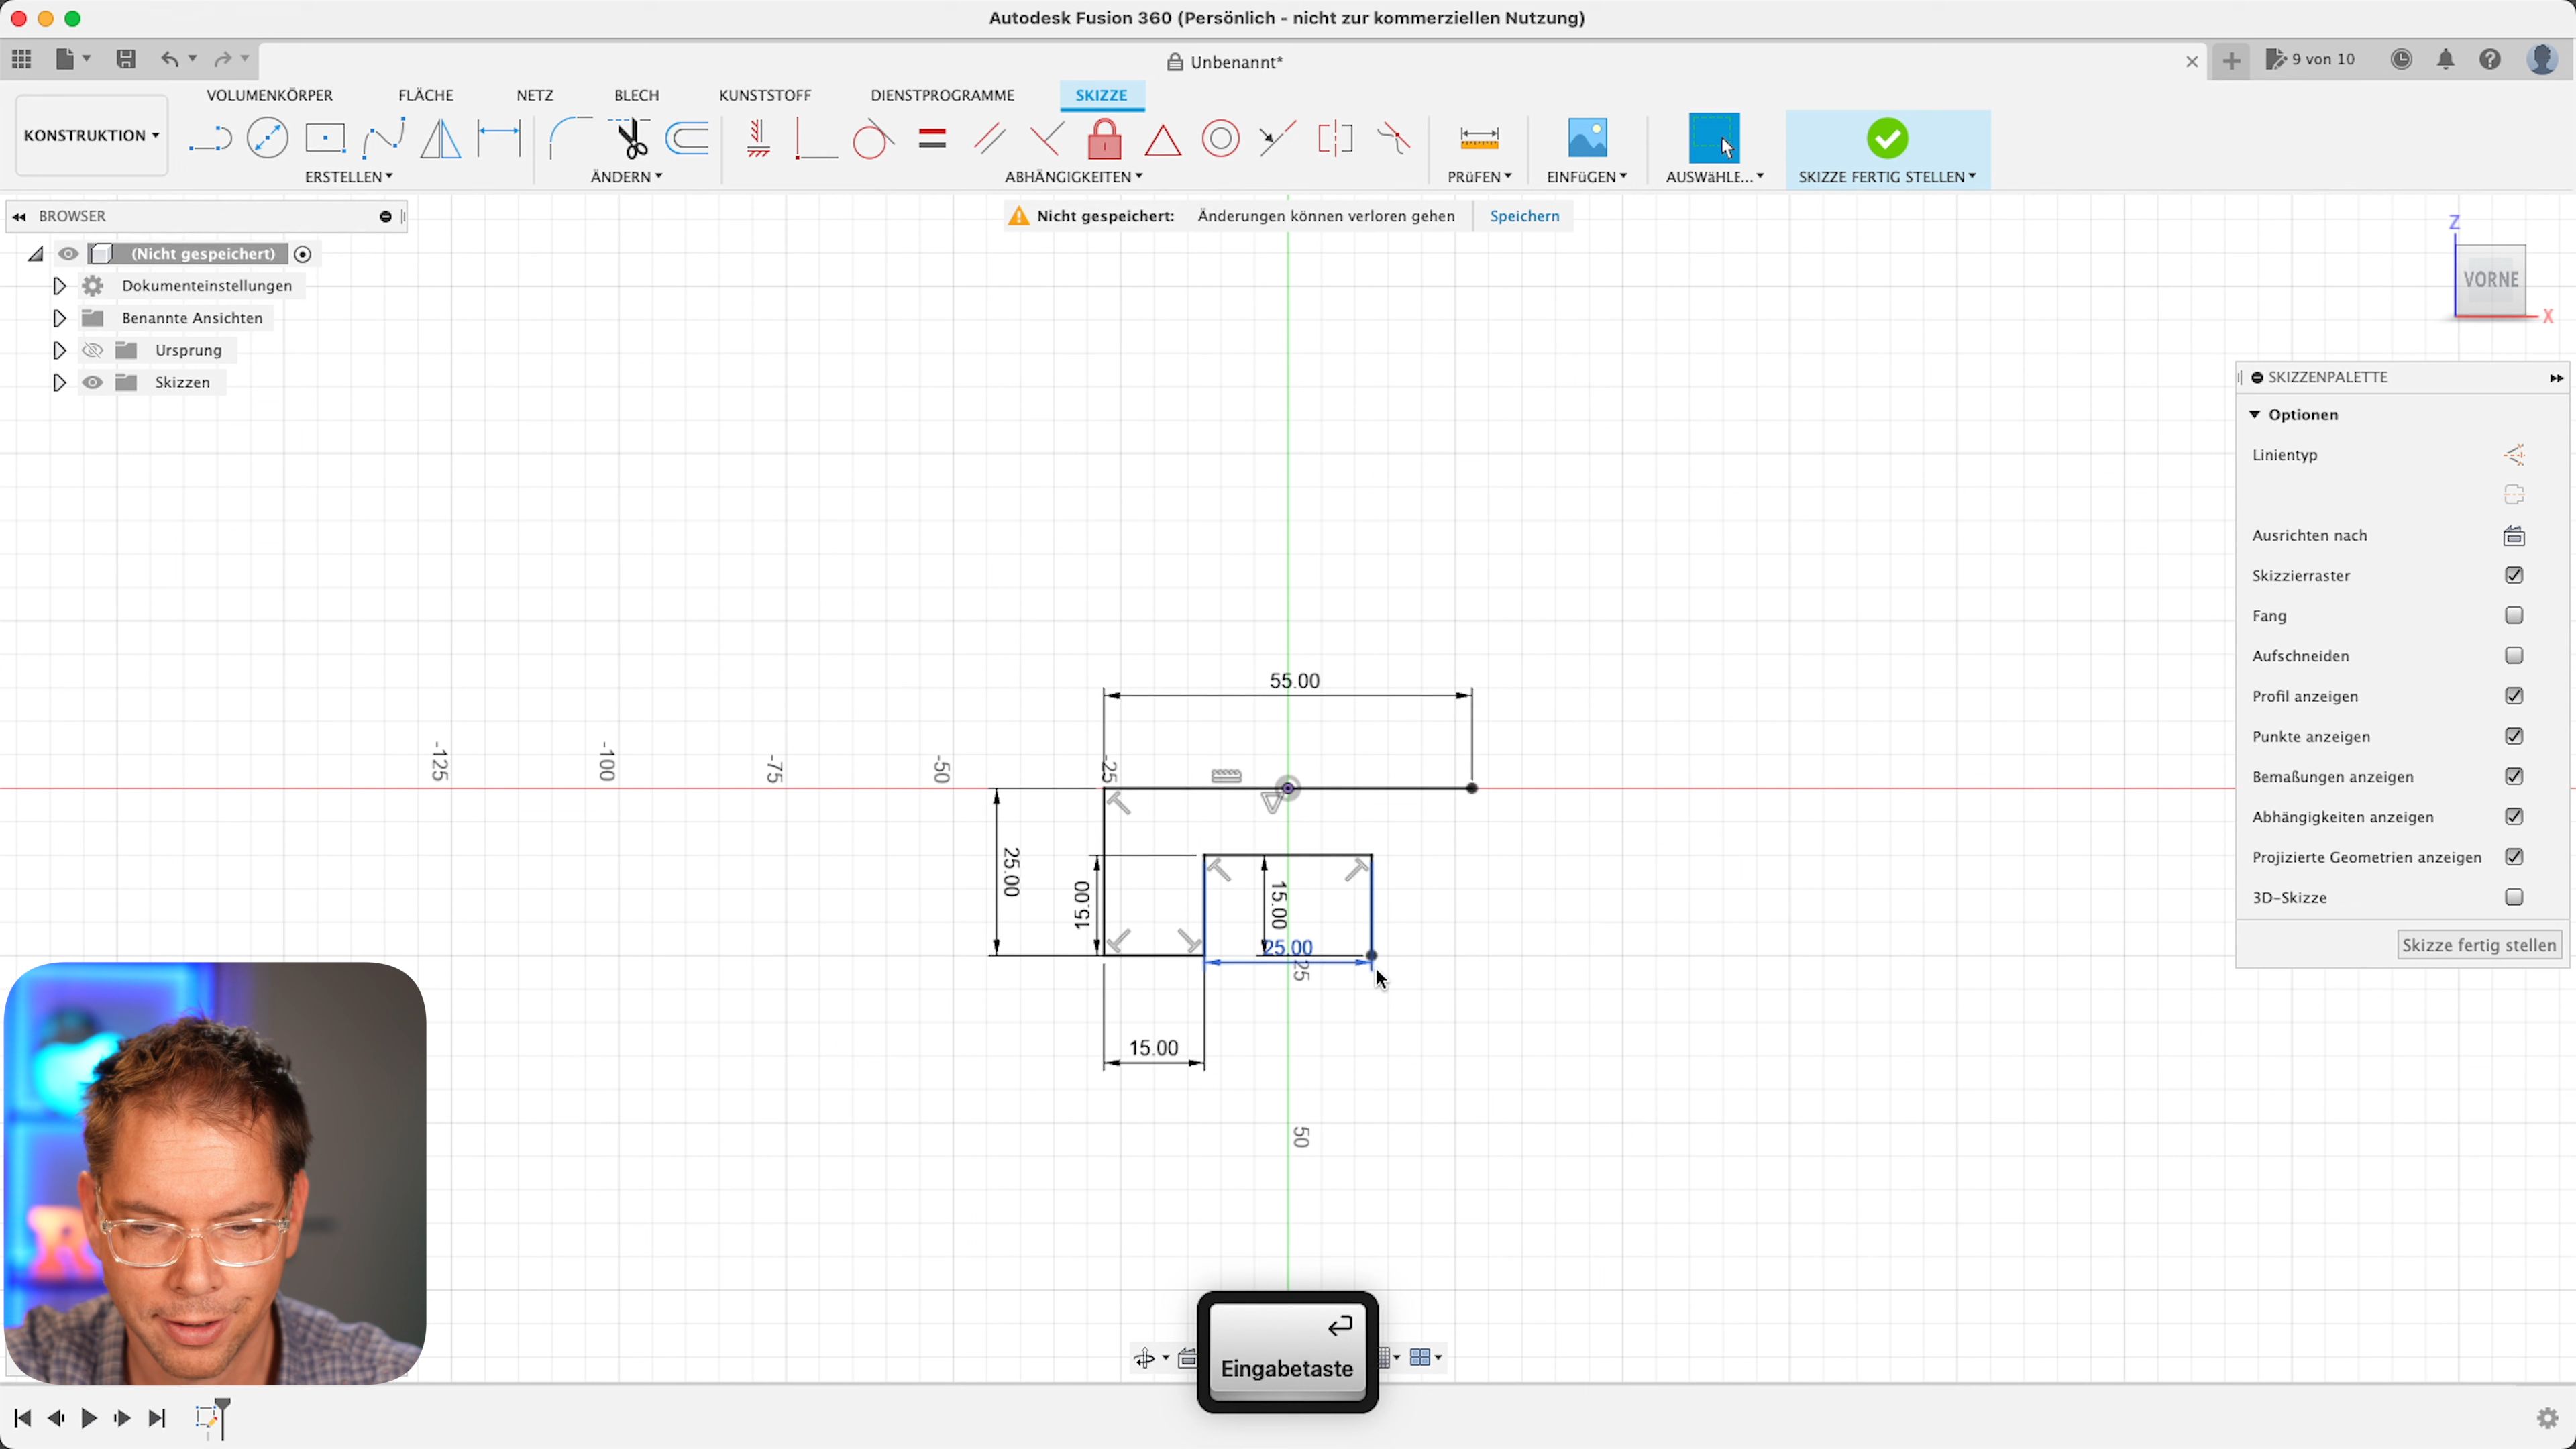 Autodesk Fusion 360 (Persönlich - nicht zur kommerziellen Nutzung)
Unbenannt*
9 von 10
VOLUMENKÖRPER
FLÄCHE
NETZ
BLECH
KUNSTSTOFF
DIENSTPROGRAMME
SKIZZE
KONSTRUKTION
ERSTELLEN
ÄNDERN
ABHÄNGIGKEITEN
PRüFEN
EINFüGEN
AUSWäHLE...
SKIZZE FERTIG STELLEN
BROWSER
Nicht gespeichert: Änderungen können verloren gehen Speichern
(Nicht gespeichert)
Dokumenteinstellungen
Benannte Ansichten
Ursprung
Skizzen
Z
VORNE
X
SKIZZENPALETTE
Optionen
Linientyp
Ausrichten nach
Skizzierraster
Fang
Aufschneiden
Profil anzeigen
Punkte anzeigen
Bemaßungen anzeigen
Abhängigkeiten anzeigen
Projizierte Geometrien anzeigen
3D-Skizze
Skizze fertig stellen
55.00
-125
-100
-75
-50
-25
25.00
15.00
15.00
25.00
25
15.00
50
Eingabetaste